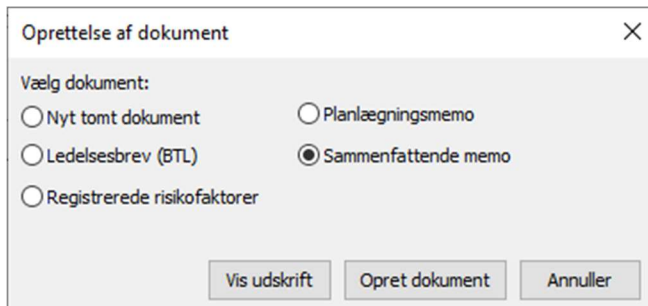 Oprettelse af dokument
Vælg dokument:
Nyt tomt dokument
Planlægningsmemo
Ledelsesbrev (BTL)
Sammenfattende memo
Registrerede risikofaktorer
Vis udskrift
Opret dokument
Annuller